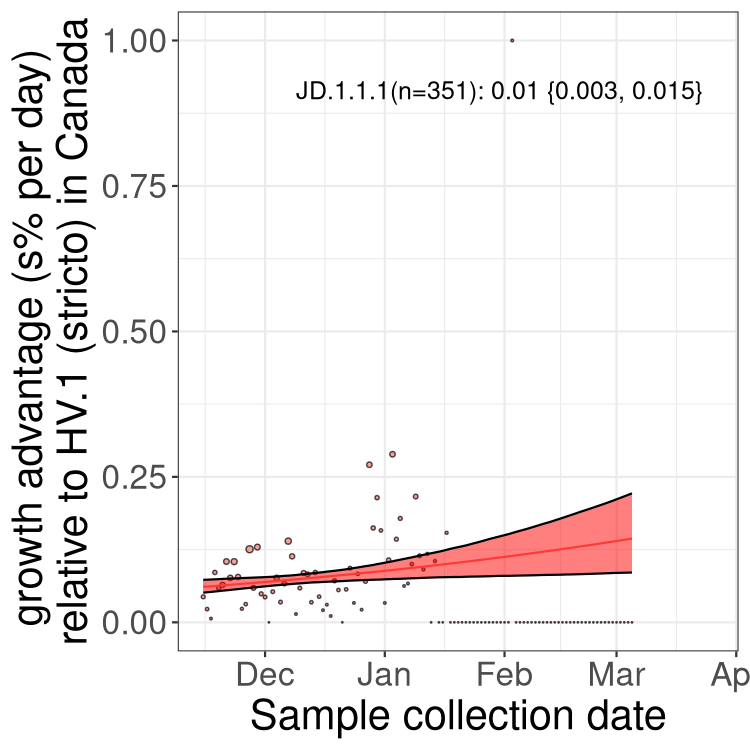 growth advantage (s% per day)
relative to HV.1 (stricto) in Canada
1.00
0.75
0.50
0.25
0.00
JD.1.1.1(n=351): 0.01 {0.003, 0.015}
Dec Jan Feb Mar Ap
Sample collection date